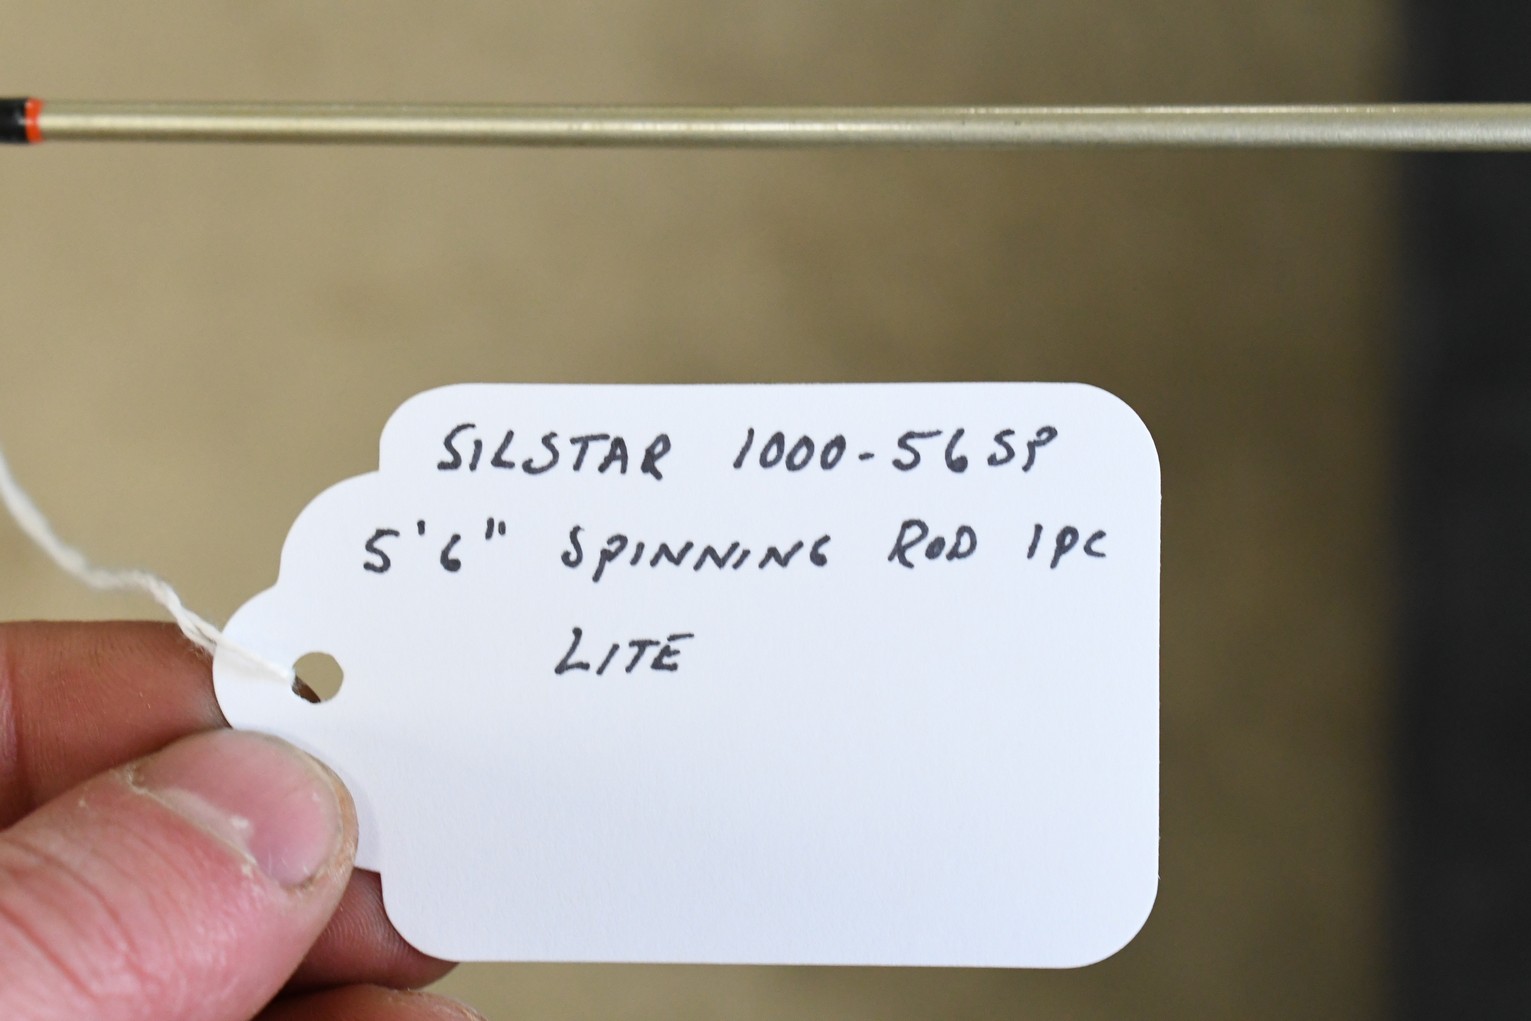 SILSTAR 1000-56SP
5'6" SPINNING ROD 1PC
LITE